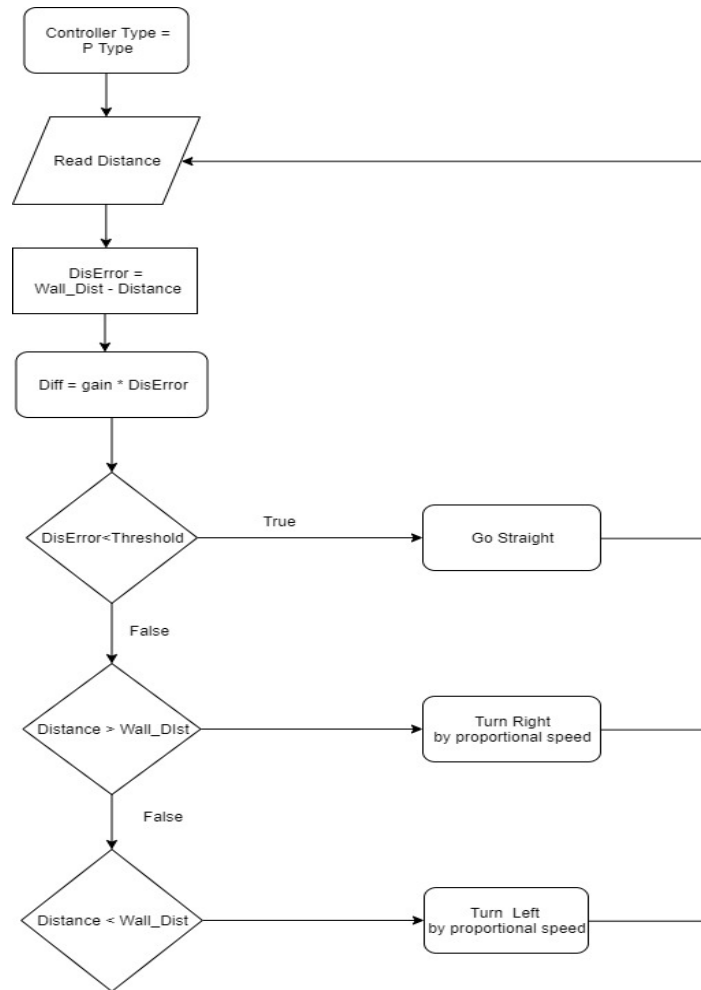 Controller Type =
P Type
Read Distance
DisError =
Wall_Dist - Distance
Diff = gain * DisError
DisError<Threshold
True
Go Straight
False
Distance > Wall_DIst
Turn Right
by proportional speed
False
Distance < Wall_Dist
Turn Left
by proportional speed